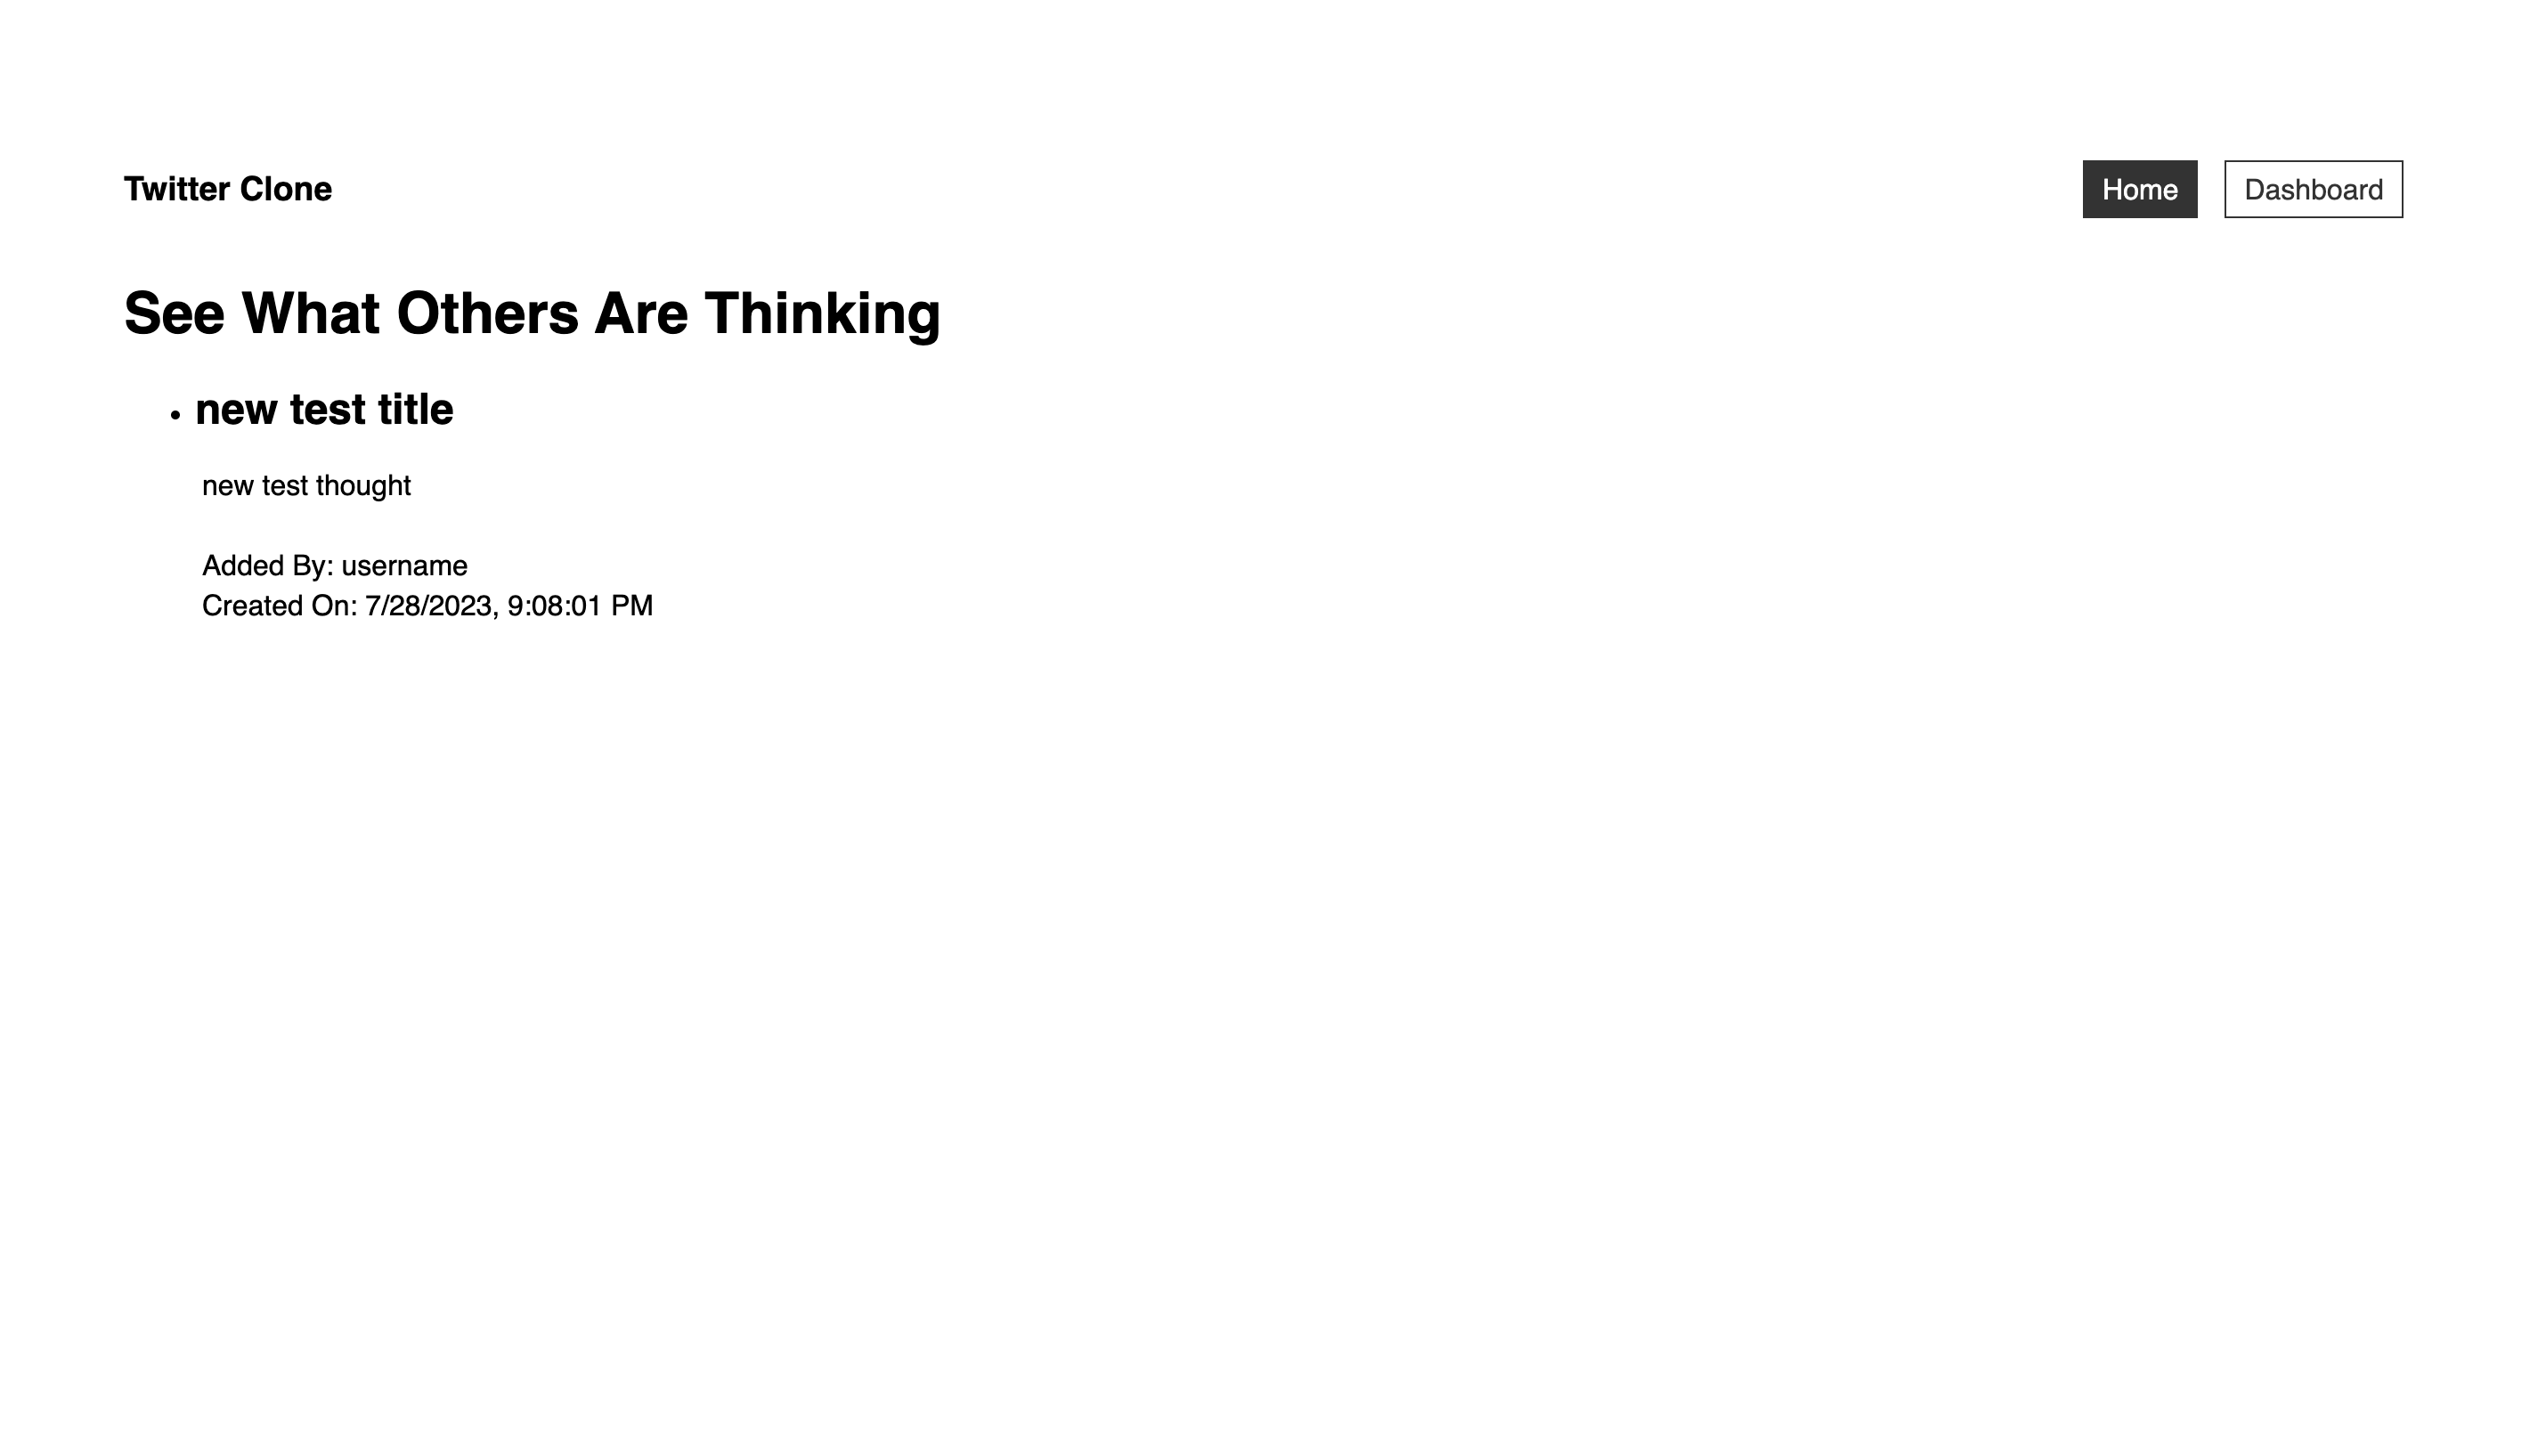 Twitter Clone
Home
Dashboard
See What Others Are Thinking
new test title
new test thought
Added By: username
Created On: 7/28/2023, 9:08:01 PM